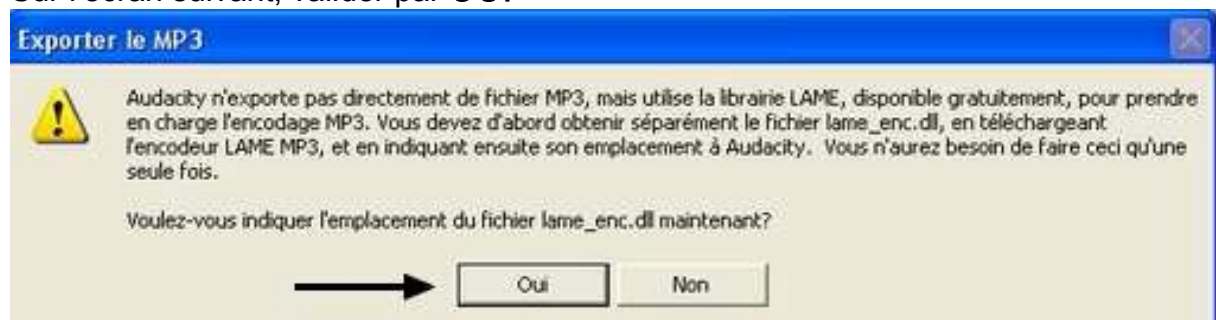 Exporter le MP3
Audacity n'exporte pas directement de fichier MP3, mais utilise la librairie LAME, disponible gratuitement, pour prendre
en charge l'encodage MP3. Vous devez d'abord obtenir séparément le fichier lame_enc.dll, en téléchargeant
l'encodeur LAME MP3, et en indiquant ensuite son emplacement à Audacity. Vous n'aurez besoin de faire ceci qu'une
seule fois.
Voulez-vous indiquer l'emplacement du fichier lame_enc.dll maintenant?
Oui Non